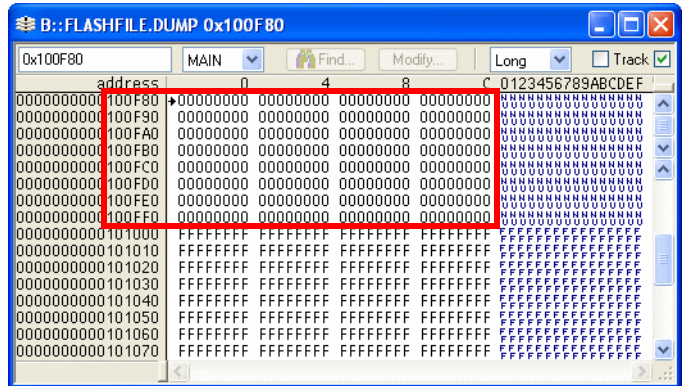 B::FLASHFILE.DUMP 0x100F80
0x100F80 MAIN Find... Modify... Long Track
address 0 4 8 C 0123456789ABCDEF
0000000000100F80 00000000 00000000 00000000 00000000
0000000000100F90 00000000 00000000 00000000 00000000
0000000000100FA0 00000000 00000000 00000000 00000000
0000000000100FB0 00000000 00000000 00000000 00000000
0000000000100FC0 00000000 00000000 00000000 00000000
0000000000100FD0 00000000 00000000 00000000 00000000
0000000000100FE0 00000000 00000000 00000000 00000000
0000000000100FF0 00000000 00000000 00000000 00000000
0000000000101000 FFFFFFFF FFFFFFFF FFFFFFFF FFFFFFFF
0000000000101010 FFFFFFFF FFFFFFFF FFFFFFFF FFFFFFFF
0000000000101020 FFFFFFFF FFFFFFFF FFFFFFFF FFFFFFFF
0000000000101030 FFFFFFFF FFFFFFFF FFFFFFFF FFFFFFFF
0000000000101040 FFFFFFFF FFFFFFFF FFFFFFFF FFFFFFFF
0000000000101050 FFFFFFFF FFFFFFFF FFFFFFFF FFFFFFFF
0000000000101060 FFFFFFFF FFFFFFFF FFFFFFFF FFFFFFFF
0000000000101070 FFFFFFFF FFFFFFFF FFFFFFFF FFFFFFFF